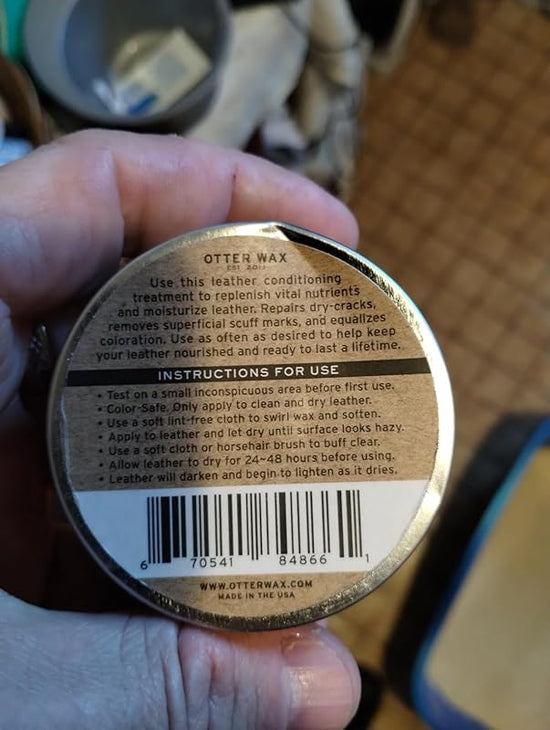 OTTER WAX
Use this leather conditioning
treatment to replenish vital nutrients
and moisturize leather. Repairs dry-cracks,
removes superficial scuff marks, and equalizes
coloration. Use as often as desired to help keep
your leather nourished and ready to last a lifetime.
INSTRUCTIONS FOR USE
• Test on a small inconspicuous area before first use.
• Color-Safe. Only apply to clean and dry leather.
• Use a soft lint-free cloth to swirl wax and soften.
• Apply to leather and let dry until surface looks hazy.
• Use a soft cloth or horsehair brush to buff clear.
• Allow leather to dry for 24-48 hours before using.
• Leather will darken and begin to lighten as it dries.
6 70541 84866 1
WWW.OTTERWAX.COM
MADE IN THE USA